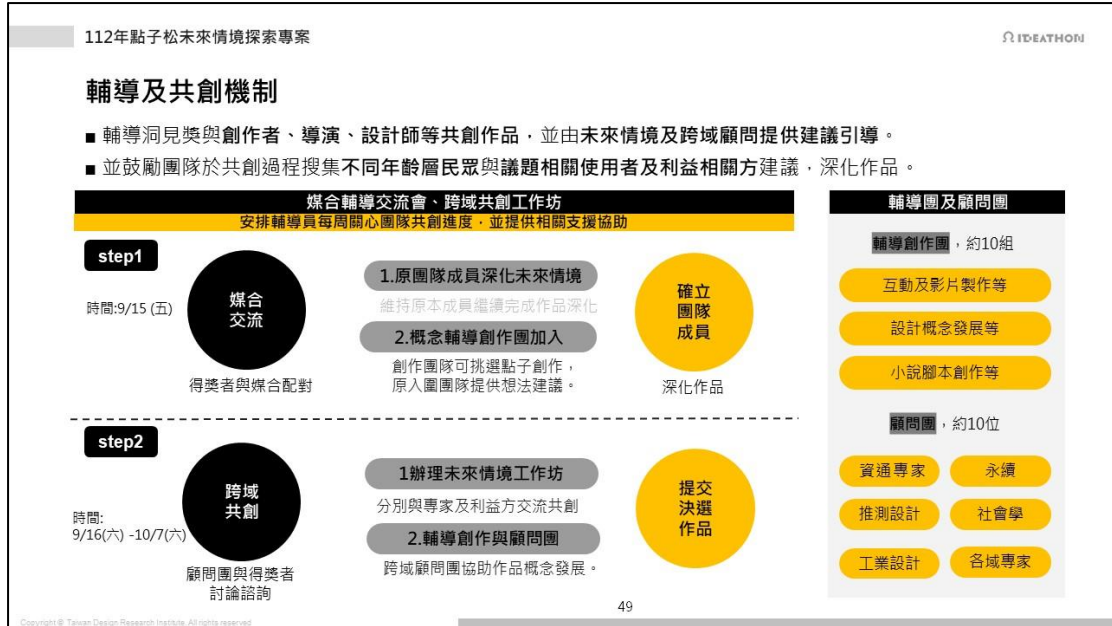 112年點子松未來情境探索專案
IDEATHON
輔導及共創機制
■ 輔導洞見獎與創作者、導演、設計師等共創作品，並由未來情境及跨域顧問提供建議引導。
■ 並鼓勵團隊於共創過程搜集不同年齡層民眾與議題相關使用者及利益相關方建議，深化作品。
媒合輔導交流會、跨域共創工作坊
安排輔導員每周關心團隊共創進度，並提供相關支援協助
step1
時間:9/15 (五)
媒合
交流
得獎者與媒合配對
1.原團隊成員深化未來情境
維持原本成員繼續完成作品深化
2.概念輔導創作團加入
創作團隊可挑選點子創作，
原入圍團隊提供想法建議。
確立
團隊
成員
深化作品
step2
時間:
9/16(六) -10/7(六)
跨域
共創
顧問團與得獎者
討論諮詢
1辦理未來情境工作坊
分別與專家及利益方交流共創
2.輔導創作與顧問團
跨域顧問團協助作品概念發展。
提交
決選
作品
輔導團及顧問團
輔導創作團，約10組
互動及影片製作等
設計概念發展等
小說腳本創作等
顧問團，約10位
資通專家
永續
推測設計
社會學
工業設計
各域專家
49
Copyright © Taiwan Design Research Institute. All rights reserved